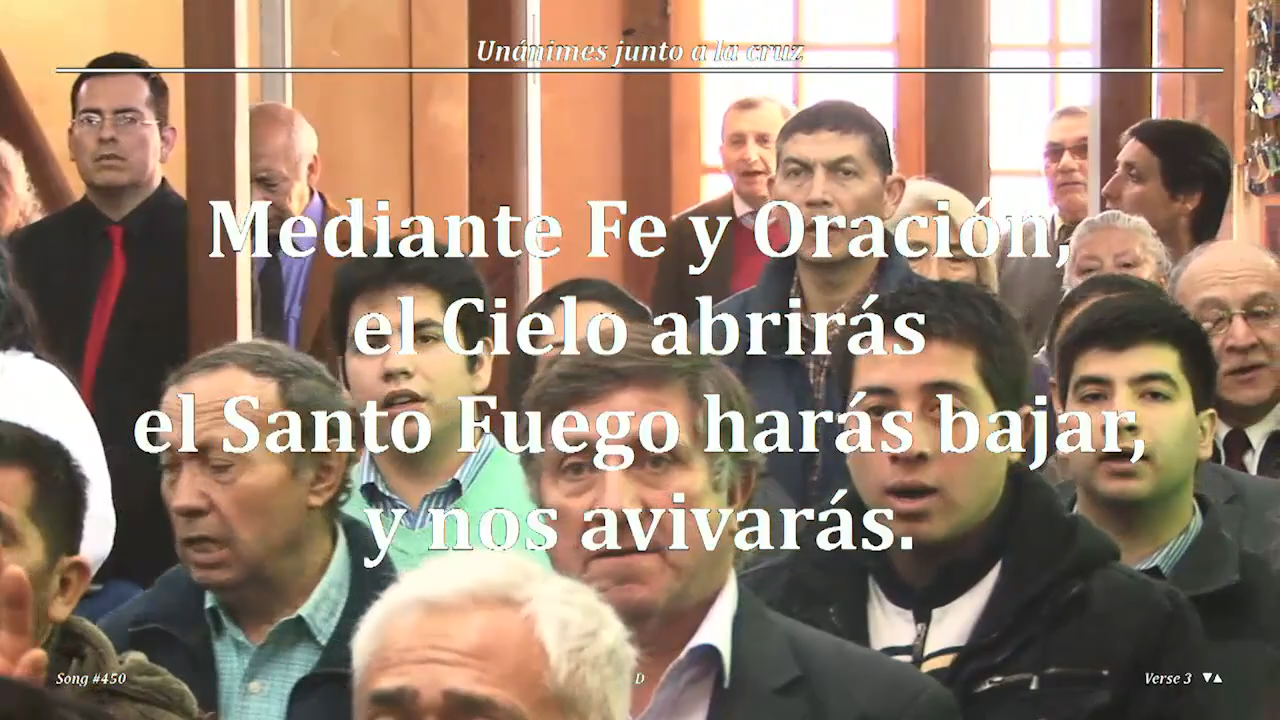 Unánimes junto a la cruz
Mediante Fe y Oración,
el Cielo abrirás
el Santo Fuego harás bajar,
y nos avivarás.
Song #450
D
Verse 3 ▼▲